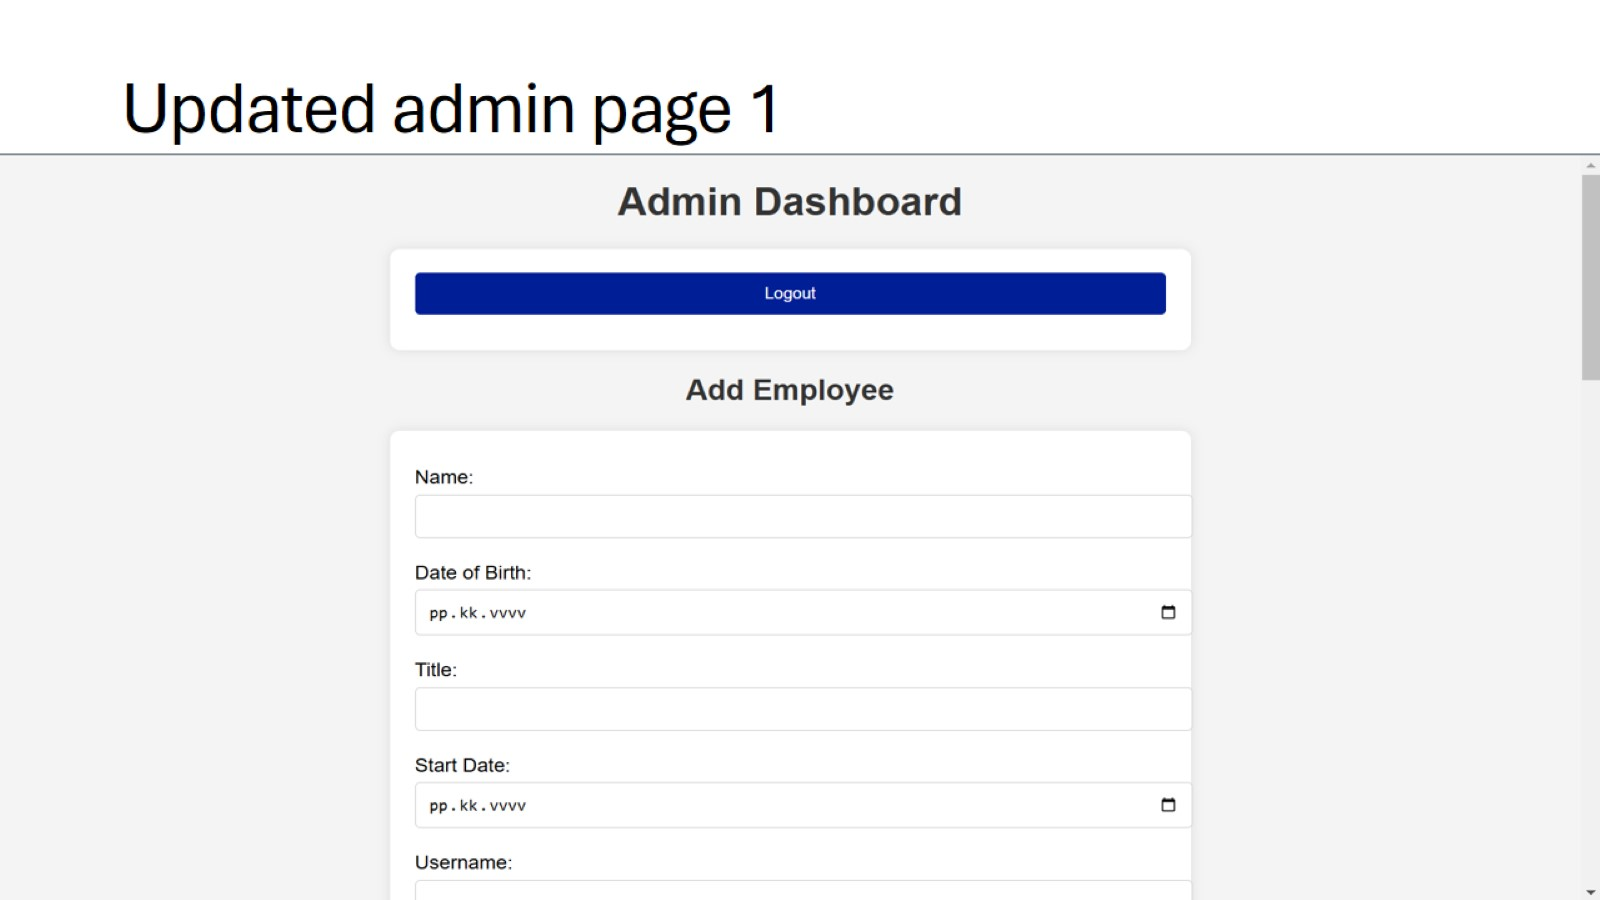 Updated admin page 1
Admin Dashboard
Logout
Add Employee
Name:
Date of Birth:
pp.kk.vvvv
Title:
Start Date:
pp.kk.vvvv
Username: